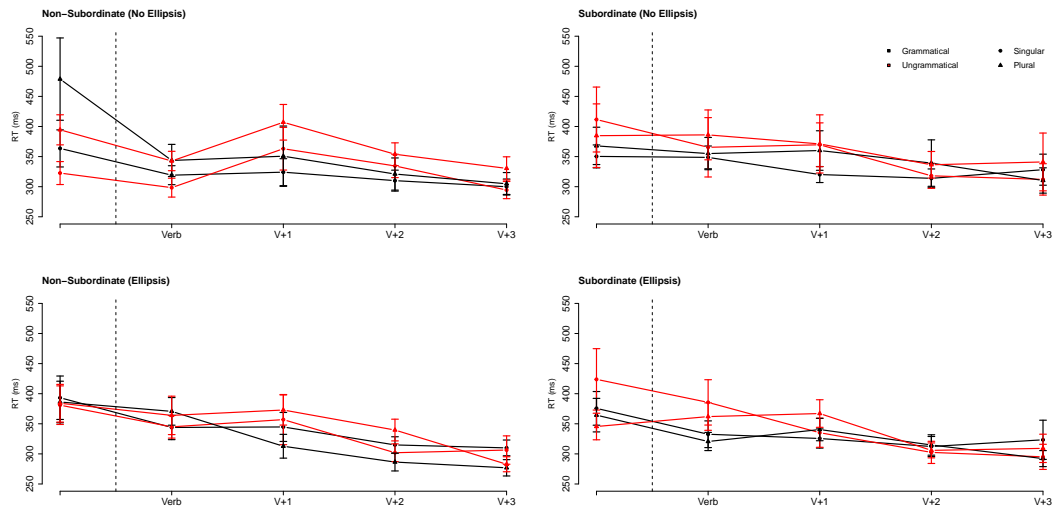 Non−Subordinate (No Ellipsis)
RT (ms)
550
500
450
400
350
300
250
Verb V+1 V+2 V+3
Subordinate (No Ellipsis)
Grammatical Singular
Ungrammatical Plural
RT (ms)
550
500
450
400
350
300
250
Verb V+1 V+2 V+3
Non−Subordinate (Ellipsis)
RT (ms)
550
500
450
400
350
300
250
Verb V+1 V+2 V+3
Subordinate (Ellipsis)
RT (ms)
550
500
450
400
350
300
250
Verb V+1 V+2 V+3